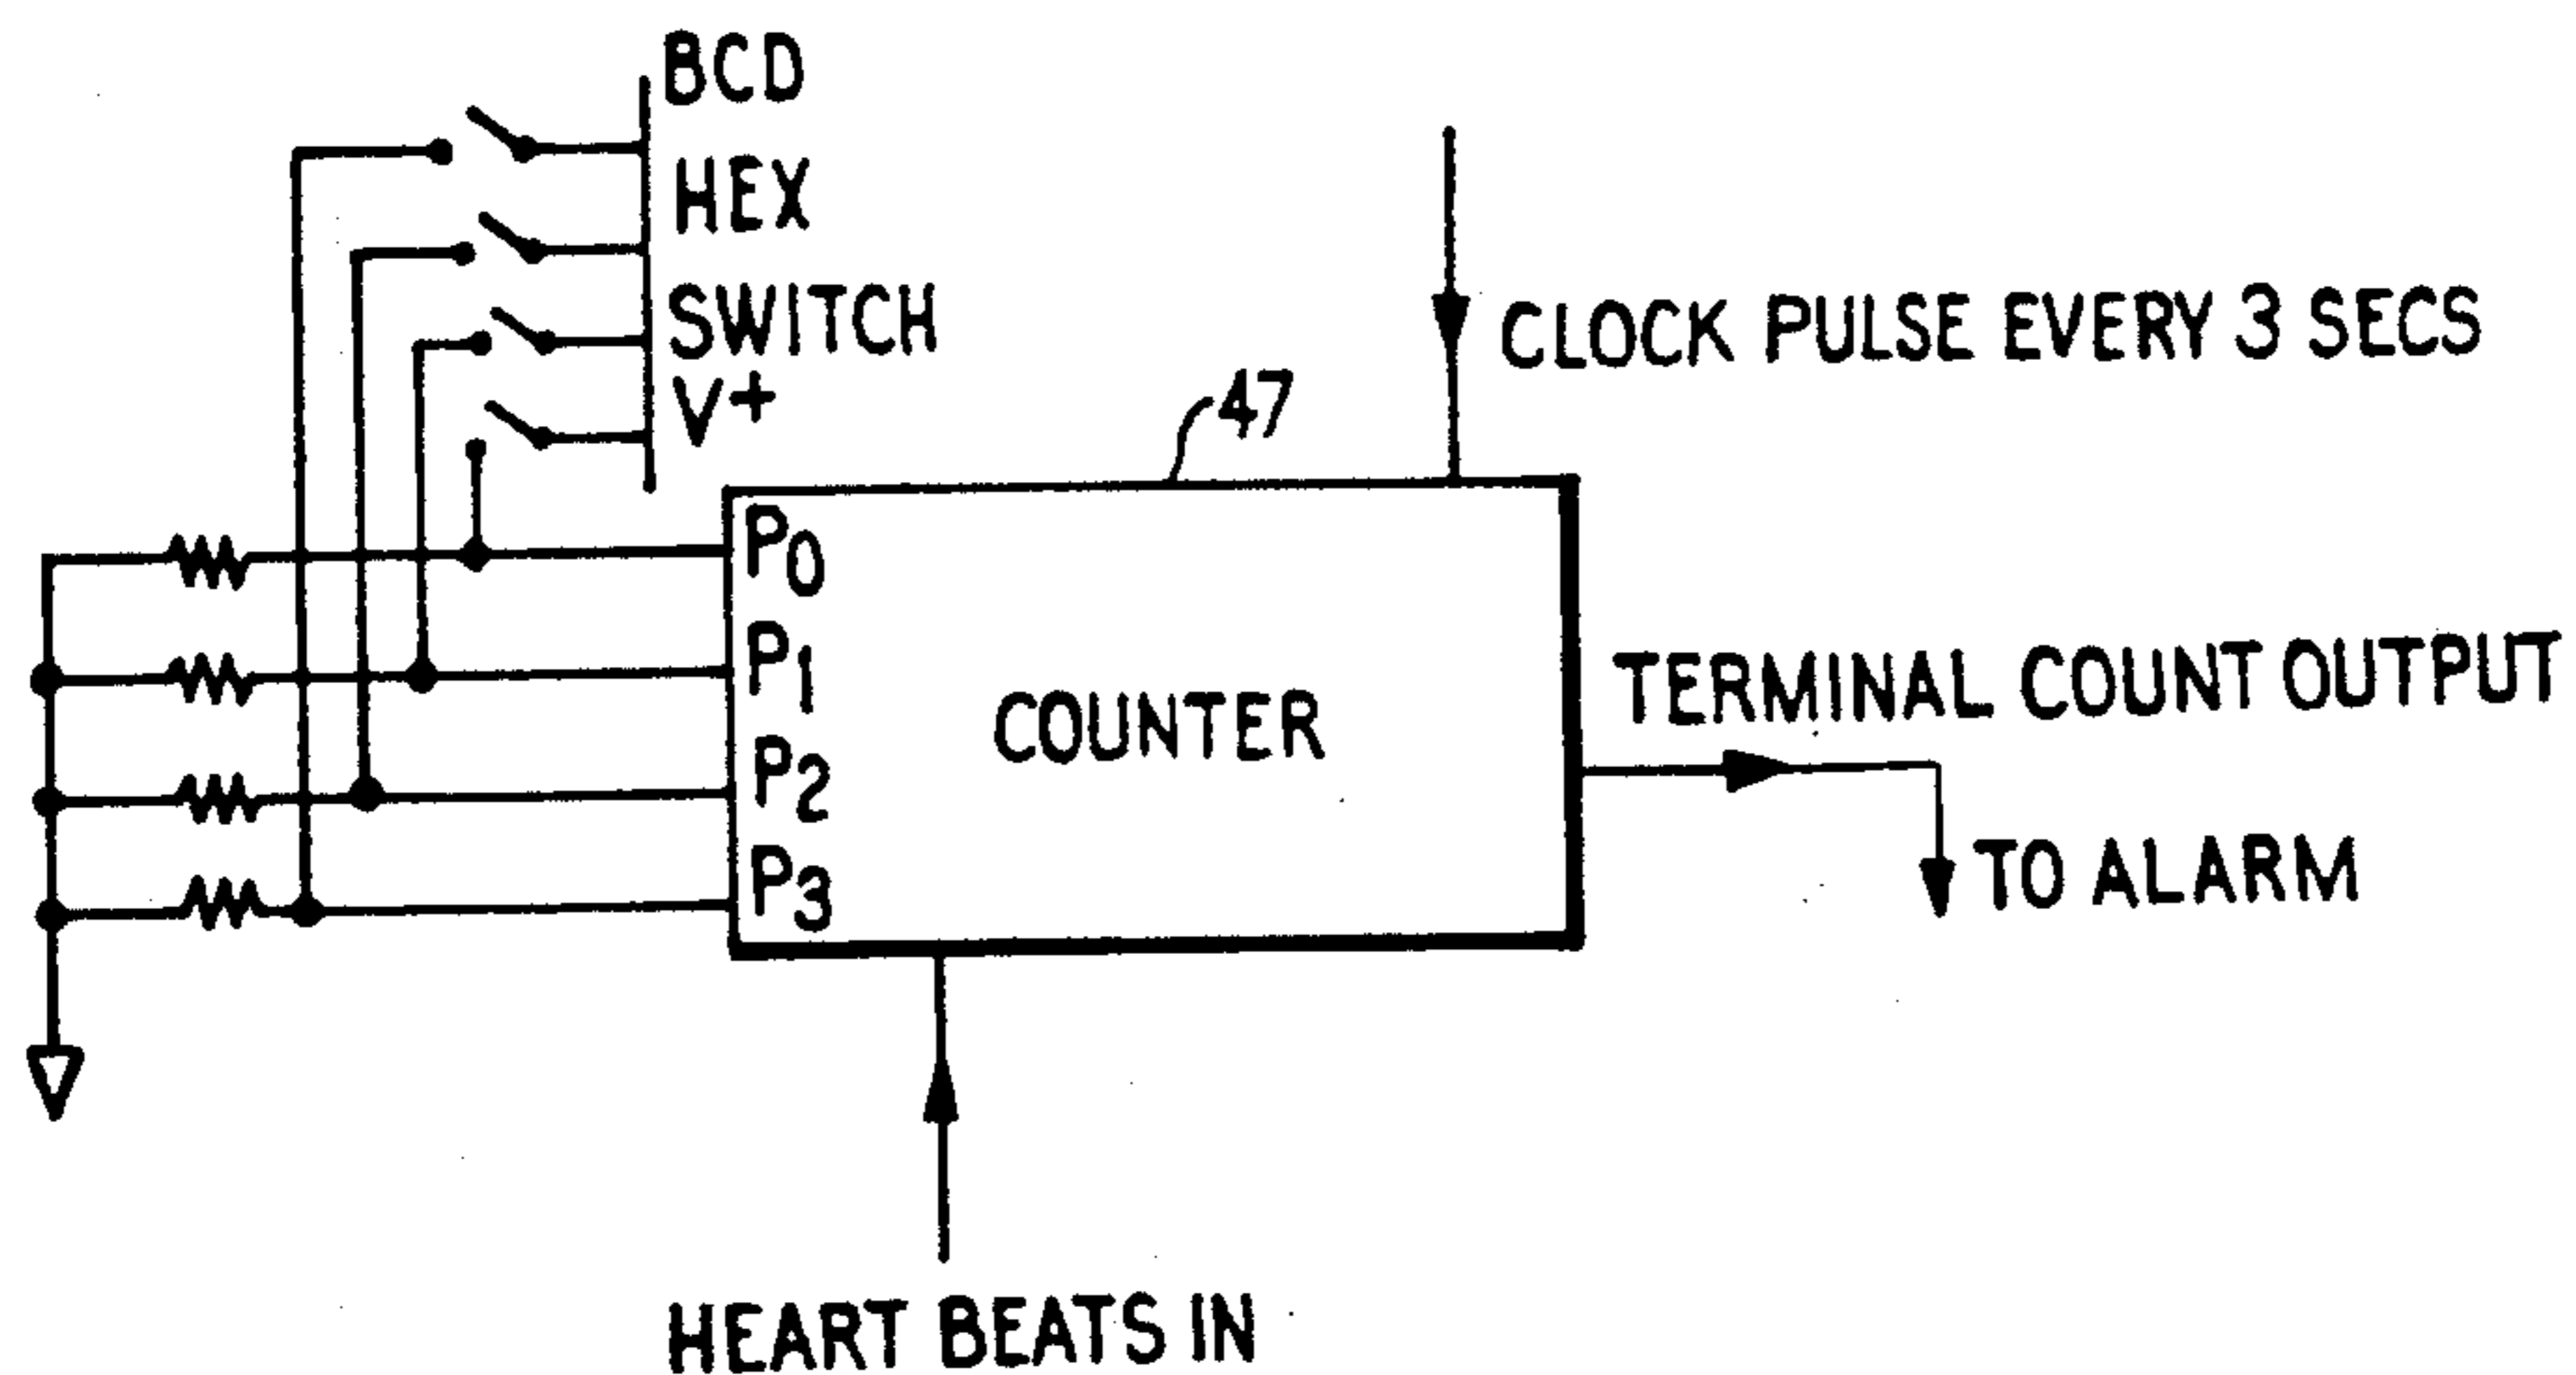 BCD
HEX
SWITCH
V+
CLOCK PULSE EVERY 3 SECS
47
P0
P1
P2
P3
COUNTER
TERMINAL COUNT OUTPUT
TO ALARM
HEART BEATS IN